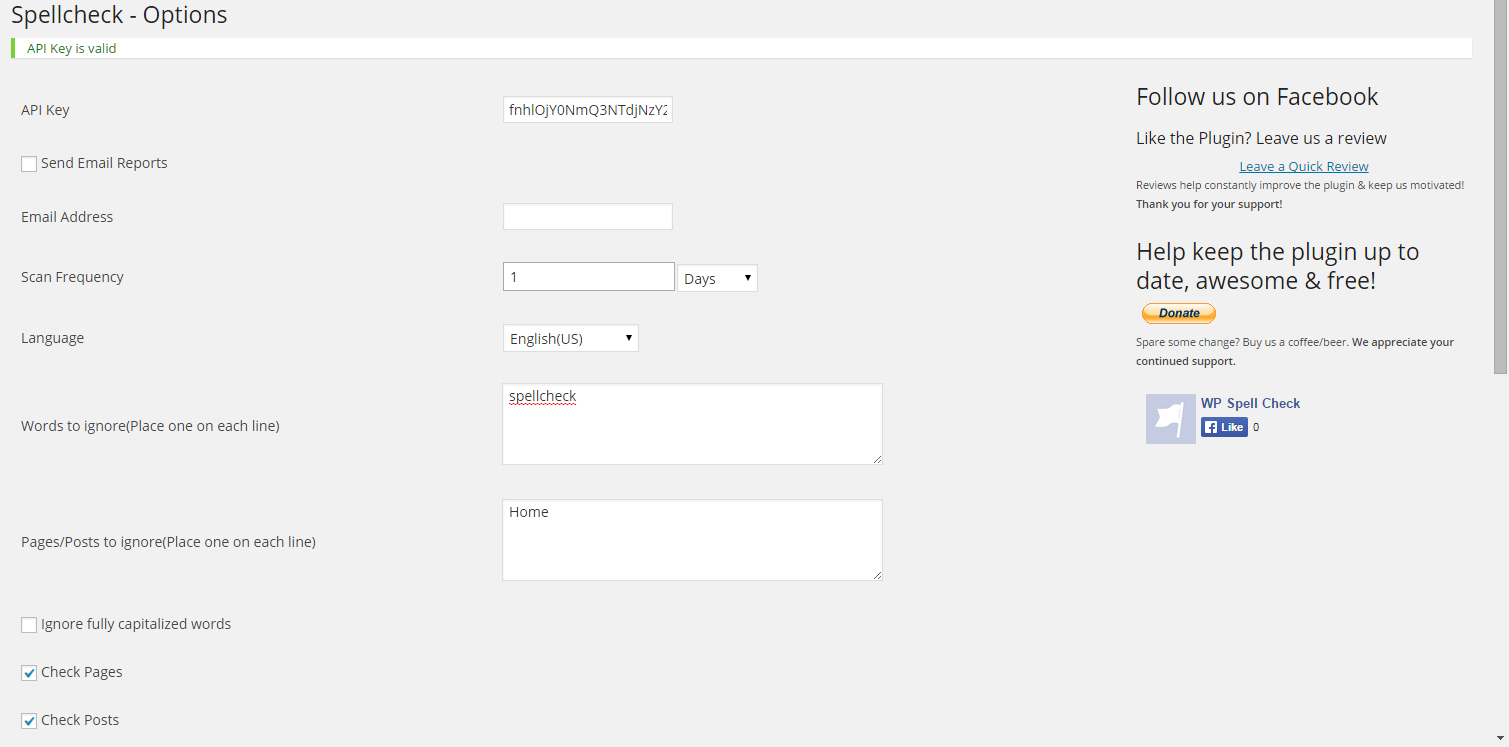 Spellcheck - Options
API Key is valid
API Key
fnhlOjY0NmQ3NTdjNzY2
Send Email Reports
Email Address
Scan Frequency
1
Days
Language
English(US)
Words to ignore(Place one on each line)
spellcheck
Pages/Posts to ignore(Place one on each line)
Home
Ignore fully capitalized words
Check Pages
Check Posts
Follow us on Facebook
Like the Plugin? Leave us a review
Leave a Quick Review
Reviews help constantly improve the plugin & keep us motivated!
Thank you for your support!
Help keep the plugin up to
date, awesome & free!
Donate
Spare some change? Buy us a coffee/beer. We appreciate your
continued support.
WP Spell Check
Like 0